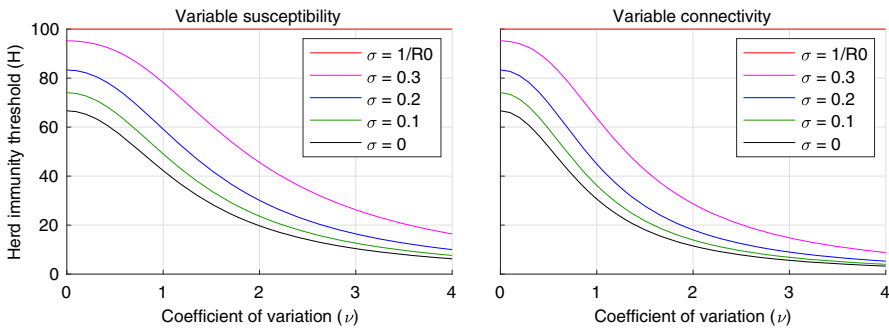 Variable susceptibility
Herd immunity threshold (H)
100
80
60
40
20
0
σ = 1/R0
σ = 0.3
σ = 0.2
σ = 0.1
σ = 0
0 1 2 3 4
Coefficient of variation (ν)
Variable connectivity
σ = 1/R0
σ = 0.3
σ = 0.2
σ = 0.1
σ = 0
0 1 2 3 4
Coefficient of variation (ν)